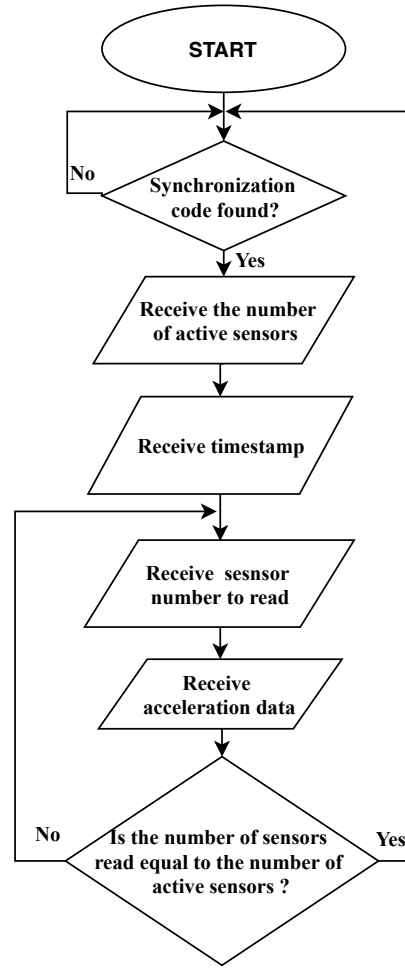 START
No
Synchronization
code found?
Yes
Receive the number
of active sensors
Receive timestamp
Receive sesnsor
number to read
Receive
acceleration data
No
Is the number of sensors
read equal to the number of
active sensors ?
Yes